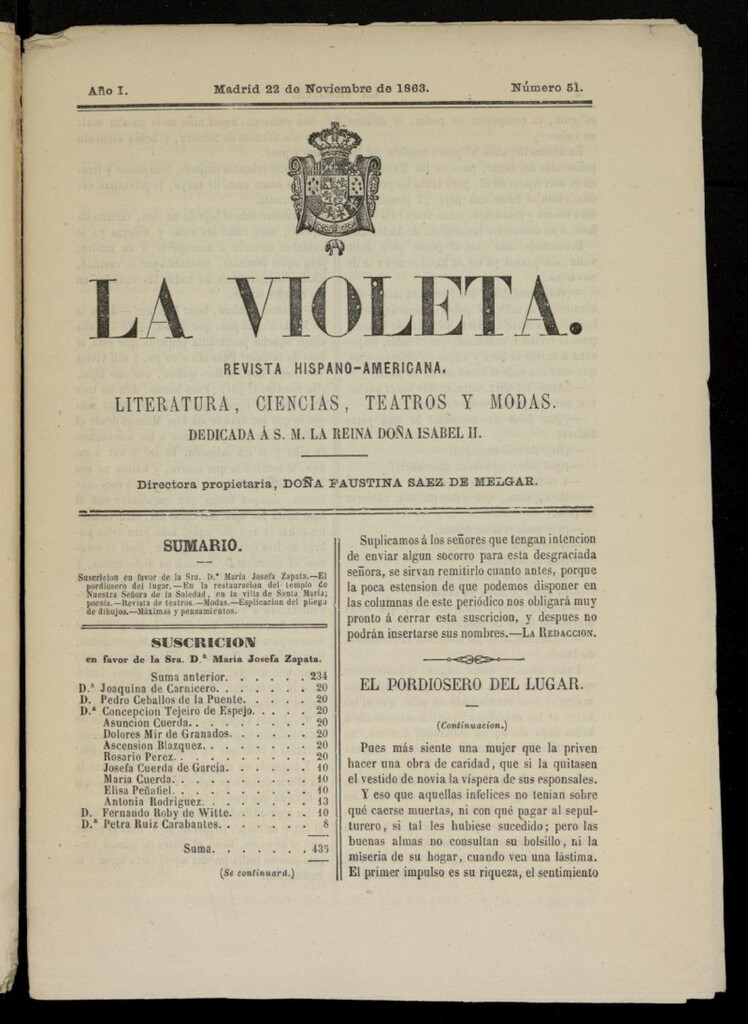 Año I.
Madrid 22 de Noviembre de 1863.
Número 51.
LA VIOLETA.
REVISTA HISPANO-AMERICANA.
LITERATURA, CIENCIAS, TEATROS Y MODAS.
DEDICADA Á S. M. LA REINA DOÑA ISABEL II.
Directora propietaria, DOÑA FAUSTINA SAEZ DE MELGAR.
SUMARIO.
Suscricion en favor de la Sra. D.ª María Josefa Zapata.—El
pordiosero del lugar.—En la restauracion del templo de
Nuestra Señora de la Soledad, en la villa de Santa María;
poesía.—Revista de teatros.—Modas.—Esplicacion del pliego
de dibujos.—Máximas y pensamientos.
SUSCRICION
en favor de la Sra. D.ª María Josefa Zapata.
Suma anterior. . . . . . 234
D.ª Joaquina de Carnicero. . . . . . 20
D. Pedro Ceballos de la Puente. . . . . 20
D.ª Concepcion Tejeiro de Espejo. . . . . 20
Asuncion Cuerda. . . . . . . . 20
Dolores Mir de Granados. . . . . . 20
Ascension Blazquez. . . . . . . 20
Rosario Perez. . . . . . . . . 20
Josefa Cuerda de García. . . . . . 10
María Cuerda. . . . . . . . . 10
Elisa Peñafiel. . . . . . . . . 10
Antonia Rodriguez. . . . . . . . 13
D. Fernando Roby de Witte. . . . . . 10
D.ª Petra Ruiz Carabantes. . . . . . . 8
Suma. . . . . . . 435
(Se continuará.)
Suplicamos á los señores que tengan intencion
de enviar algun socorro para esta desgraciada
señora, se sirvan remitirlo cuanto antes, porque
la poca estension de que podemos disponer en
las columnas de este periódico nos obligará muy
pronto á cerrar esta suscricion, y despues no
podrán insertarse sus nombres.—LA REDACCION.
EL PORDIOSERO DEL LUGAR.
(Continuacion.)
Pues más siente una mujer que la priven
hacer una obra de caridad, que si la quitasen
el vestido de novia la víspera de sus esponsales.
Y eso que aquellas infelices no tenian sobre
qué caerse muertas, ni con qué pagar al sepul-
turero, si tal les hubiese sucedido; pero las
buenas almas no consultan su bolsillo, ni la
miseria de su hogar, cuando ven una lástima.
El primer impulso es su riqueza, el sentimiento